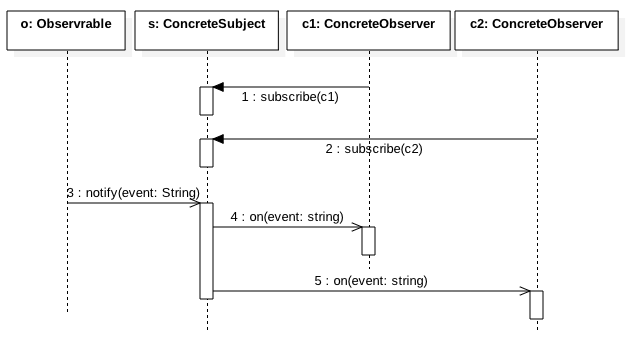 o: Observrable
s: ConcreteSubject
c1: ConcreteObserver
c2: ConcreteObserver
1 : subscribe(c1)
2 : subscribe(c2)
3 : notify(event: String)
4 : on(event: string)
5 : on(event: string)